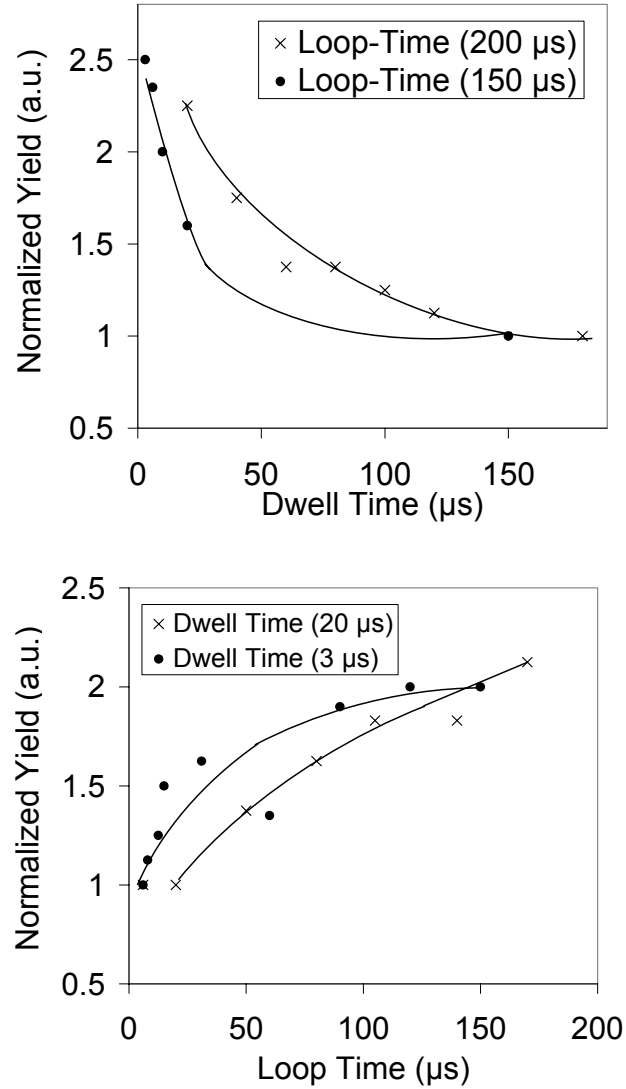 Normalized Yield (a.u.)
2.5
2
1.5
1
0.5
× Loop-Time (200 µs)
● Loop-Time (150 µs)
0 50 100 150
Dwell Time (µs)
Normalized Yield (a.u.)
2.5
2
1.5
1
0.5
× Dwell Time (20 µs)
● Dwell Time (3 µs)
0 50 100 150 200
Loop Time (µs)